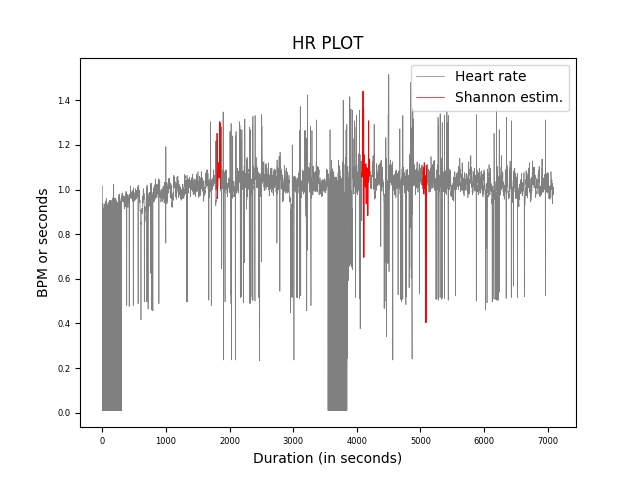 HR PLOT
Heart rate
Shannon estim.
BPM or seconds
1.4
1.2
1.0
0.8
0.6
0.4
0.2
0.0
0 1000 2000 3000 4000 5000 6000 7000
Duration (in seconds)